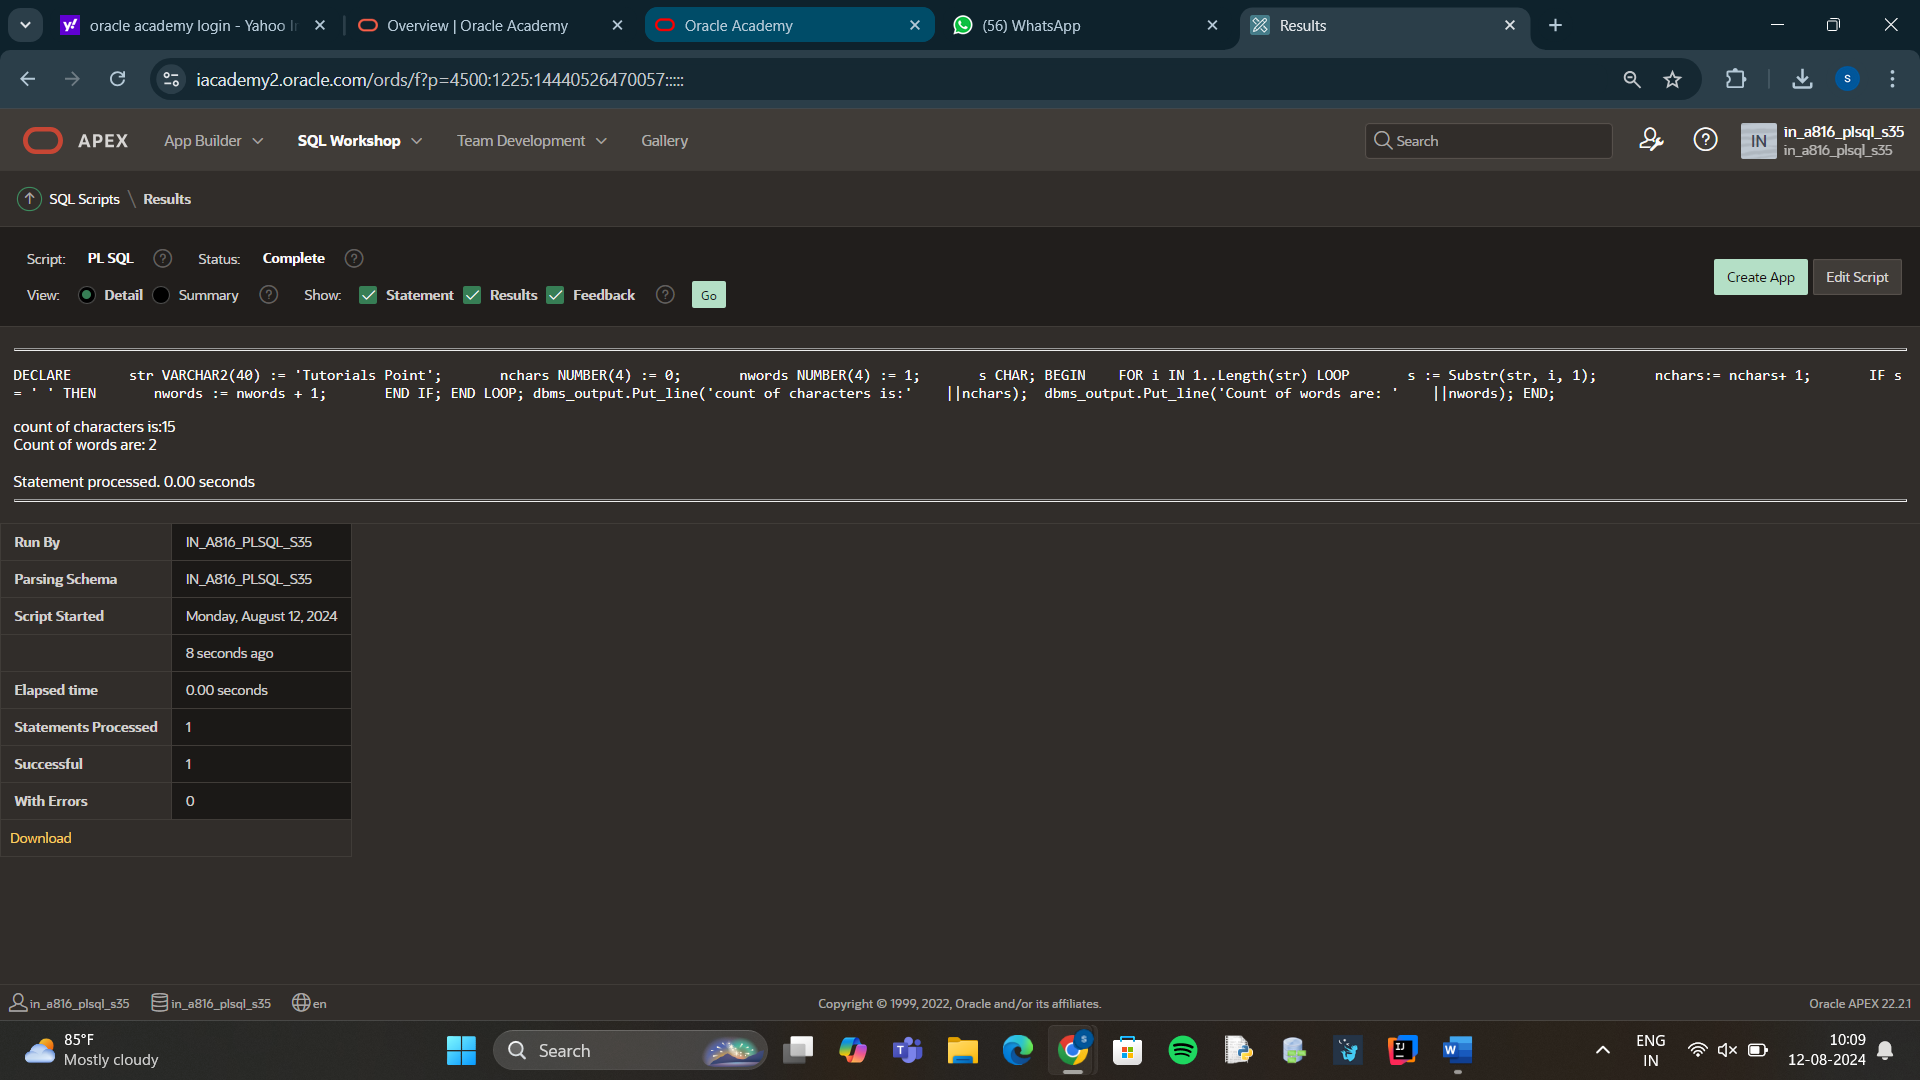 oracle academy login - Yahoo I
Overview | Oracle Academy
Oracle Academy
(56) WhatsApp
Results
iacademy2.oracle.com/ords/f?p=4500:1225:14440526470057:::::
S
APEX
App Builder
SQL Workshop
Team Development
Gallery
Search
IN
in_a816_plsql_s35
in_a816_plsql_s35
SQL Scripts \ Results
Script: PL SQL ? Status: Complete ?
View: Detail Summary ? Show: Statement Results Feedback ? Go
Create App
Edit Script
DECLARE str VARCHAR2(40) := 'Tutorials Point'; nchars NUMBER(4) := 0; nwords NUMBER(4) := 1; s CHAR; BEGIN FOR i IN 1..Length(str) LOOP s := Substr(str, i, 1); nchars:= nchars+ 1; IF s
= ' ' THEN nwords := nwords + 1; END IF; END LOOP; dbms_output.Put_line('count of characters is:' ||nchars); dbms_output.Put_line('Count of words are: ' ||nwords); END;
count of characters is:15
Count of words are: 2
Statement processed. 0.00 seconds
Run By IN_A816_PLSQL_S35
Parsing Schema IN_A816_PLSQL_S35
Script Started Monday, August 12, 2024
8 seconds ago
Elapsed time 0.00 seconds
Statements Processed 1
Successful 1
With Errors 0
Download
in_a816_plsql_s35 in_a816_plsql_s35 en
Copyright © 1999, 2022, Oracle and/or its affiliates.
Oracle APEX 22.2.1
85°F
Mostly cloudy
Search
ENG
IN
10:09
12-08-2024